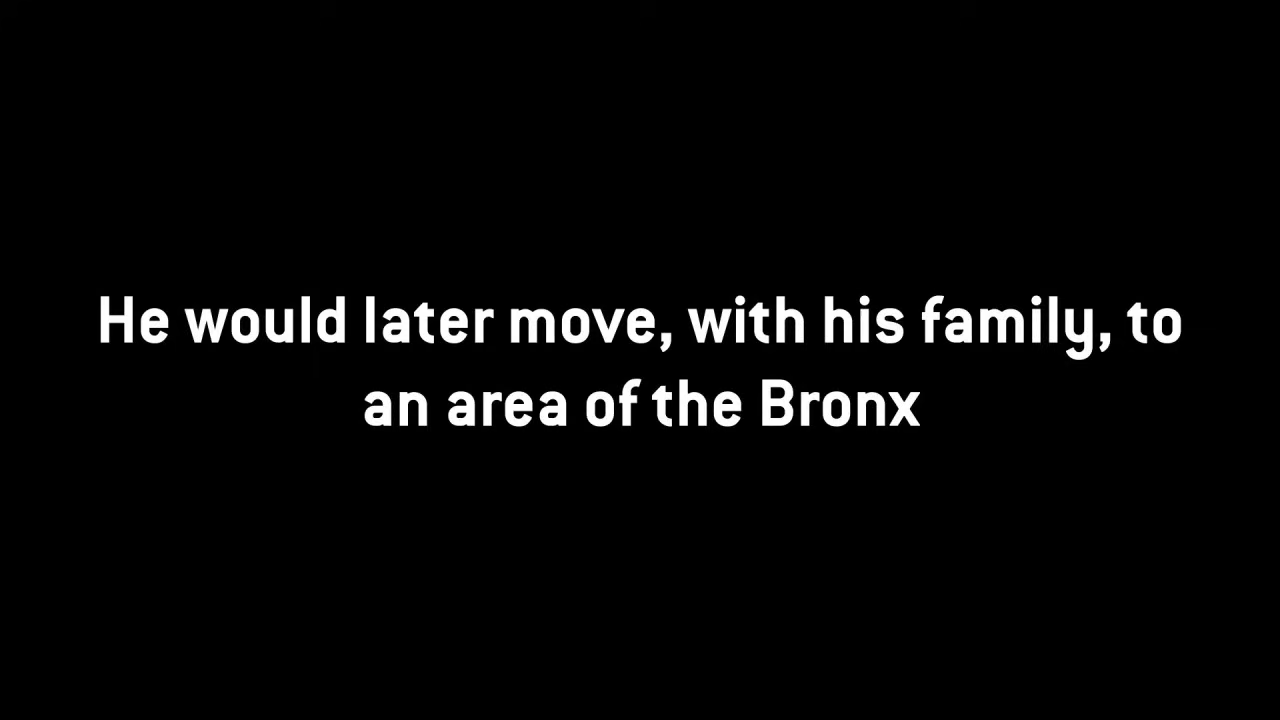 He would later move, with his family, to
an area of the Bronx